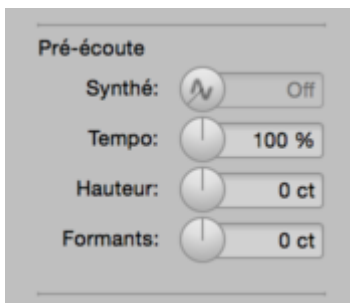 Pré-écoute
Synthé: Off
Tempo: 100 %
Hauteur: 0 ct
Formants: 0 ct